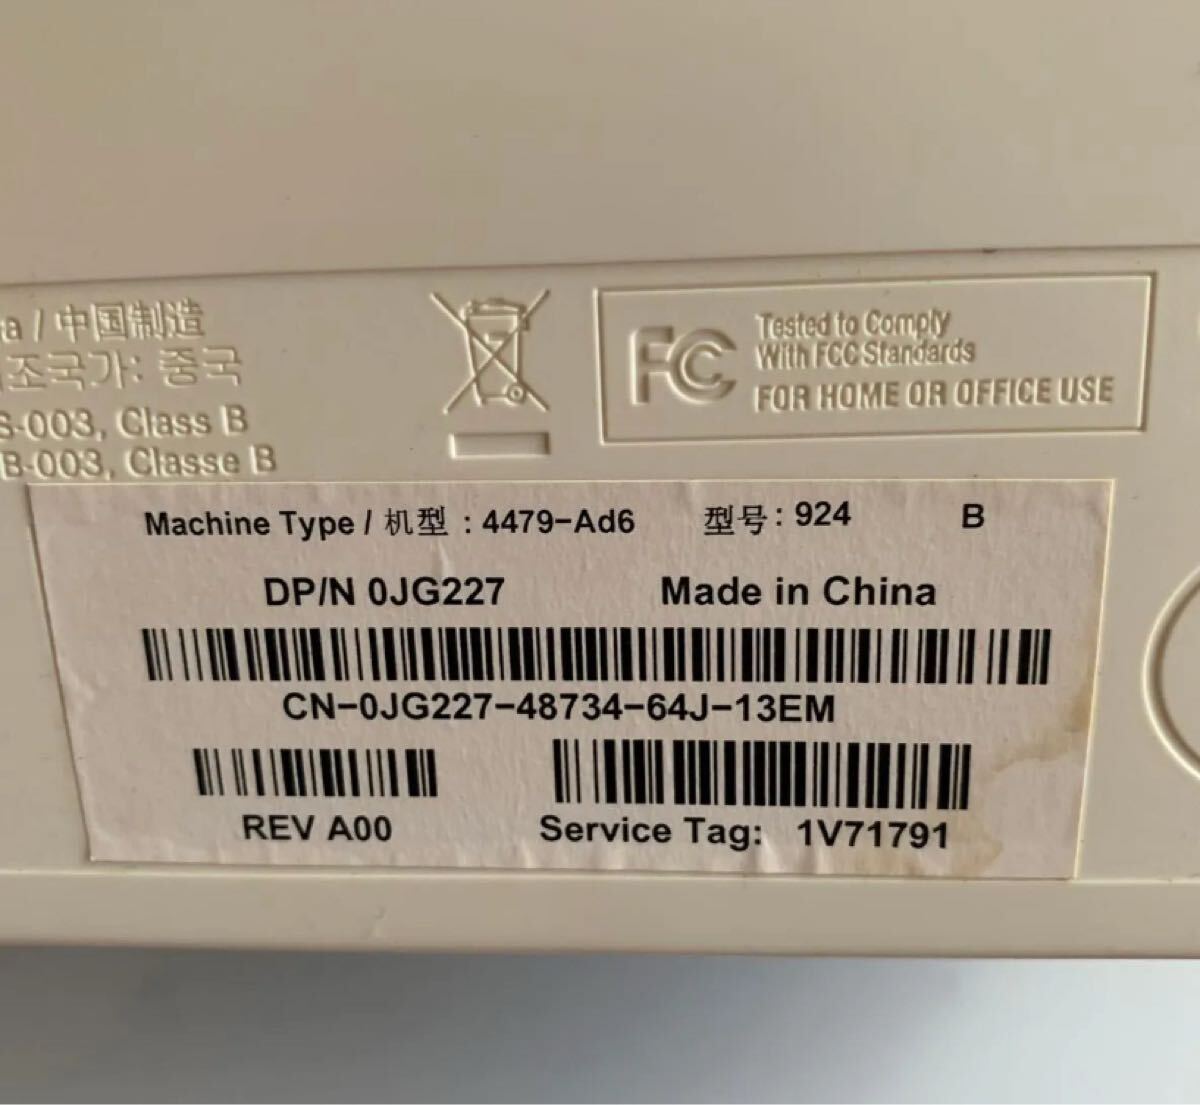 a / 中国制造
조국가: 중국
S-003, Class B
B-003, Classe B
FC
Tested to Comply
With FCC Standards
FOR HOME OR OFFICE USE
Machine Type / 机型 : 4479-Ad6 型号: 924 B
DP/N 0JG227 Made in China
CN-0JG227-48734-64J-13EM
REV A00
Service Tag: 1V71791